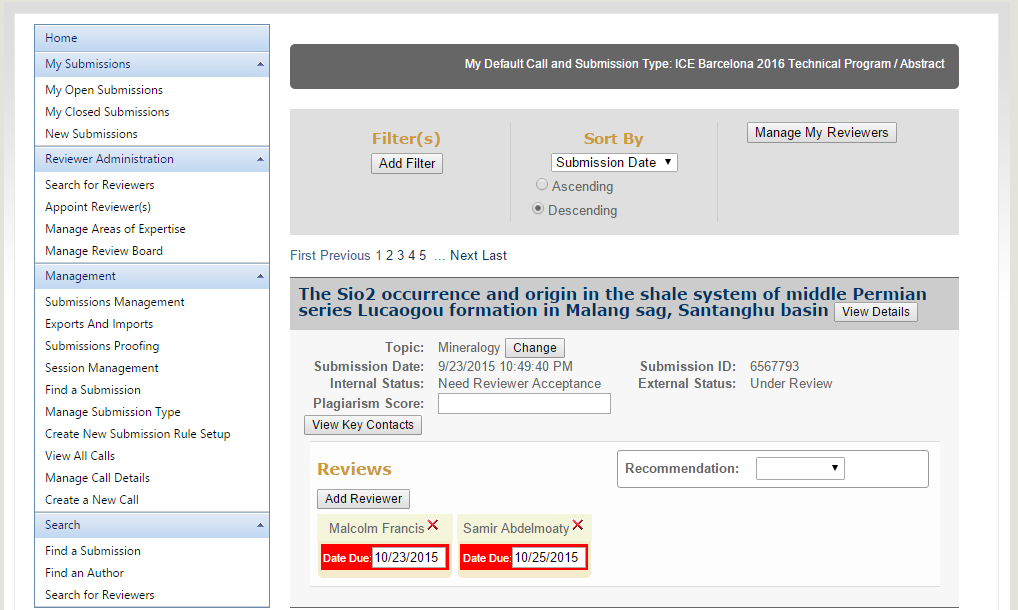 Home
My Submissions
My Open Submissions
My Closed Submissions
New Submissions
Reviewer Administration
Search for Reviewers
Appoint Reviewer(s)
Manage Areas of Expertise
Manage Review Board
Management
Submissions Management
Exports And Imports
Submissions Proofing
Session Management
Find a Submission
Manage Submission Type
Create New Submission Rule Setup
View All Calls
Manage Call Details
Create a New Call
Search
Find a Submission
Find an Author
Search for Reviewers
My Default Call and Submission Type: ICE Barcelona 2016 Technical Program / Abstract
Filter(s)
Add Filter
Sort By
Submission Date
Ascending
Descending
Manage My Reviewers
First Previous 1 2 3 4 5 ... Next Last
The Sio2 occurrence and origin in the shale system of middle Permian
series Lucaogou formation in Malang sag, Santanghu basin View Details
Topic: Mineralogy Change
Submission Date: 9/23/2015 10:49:40 PM Submission ID: 6567793
Internal Status: Need Reviewer Acceptance External Status: Under Review
Plagiarism Score:
View Key Contacts
Reviews
Recommendation:
Add Reviewer
Malcolm Francis
Date Due: 10/23/2015
Samir Abdelmoaty
Date Due: 10/25/2015